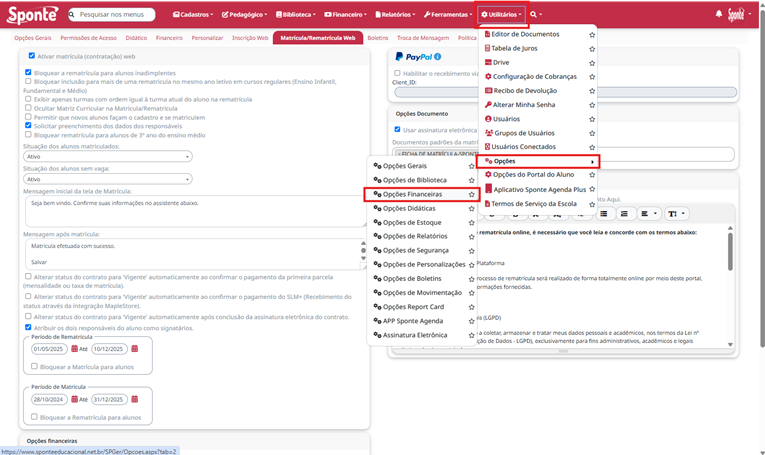 Sponte
Pesquisar nos menus
Cadastros
Pedagógico
Biblioteca
Financeiro
Relatórios
Ferramentas
Utilitários
Sponte
Opções Gerais
Permissões de Acesso
Didático
Financeiro
Personalizar
Inscrição Web
Matrícula/Rematrícula Web
Boletins
Troca de Mensagem
Ativar matrícula (contratação) web
Bloquear a rematrícula para alunos inadimplentes
Bloquear inclusão para mais de uma rematrícula no mesmo ano letivo em cursos regulares (Ensino Infantil,
Fundamental e Médio)
Exibir apenas turmas com ordem igual à turma atual do aluno na rematrícula
Ocultar Matriz Curricular na Matrícula/Rematrícula
Permitir que novos alunos façam o cadastro e se matriculem
Solicitar preenchimento dos dados dos responsáveis
Bloquear rematrícula para alunos de 3º ano do ensino médio
Situação dos alunos matriculados:
Ativo
Situação dos alunos sem vaga:
Ativo
Mensagem inicial da tela de Matrícula:
Seja bem vindo. Confirme suas informações no assistente abaixo.
Mensagem após matrícula:
Matrícula efetuada com sucesso.
Salvar
Alterar status do contrato para 'Vigente' automaticamente ao confirmar o pagamento da primeira parcela
(mensalidade ou taxa de matrícula).
Alterar status do contrato para 'Vigente' automaticamente ao confirmar o pagamento do SLM+ (Recebimento do
status através da integração MapleStore).
Alterar status do contrato para 'Vigente' automaticamente após conclusão da assinatura eletrônica do contrato.
Atribuir os dois responsáveis do aluno como signatários.
Período de Rematrícula
01/05/2025 Até 10/12/2025
Bloquear a Matrícula para alunos
Período de Matrícula
28/10/2024 Até 31/12/2025
Bloquear a Rematrícula para alunos
Opções financeiras
https://www.sponteeducacional.net.br/SPGer/Opcoes.aspx?tab=2
PayPal
Habilitar o recebimento via
Client_ID:
Opções Documento
Usar assinatura eletrônica
Documentos padrões da matrí
FICHA DE MATRÍCULA-SPONT
Editor de Documentos
Tabela de Juros
Drive
Configuração de Cobranças
Recibo de Devolução
Alterar Minha Senha
Usuários
Grupos de Usuários
Usuários Conectados
Opções
Opções do Portal do Aluno
Aplicativo Sponte Agenda Plus
Termos de Serviço da Escola
Opções Gerais
Opções de Biblioteca
Opções Financeiras
Opções Didáticas
Opções de Estoque
Opções de Relatórios
Opções de Segurança
Opções de Personalizações
Opções de Boletins
Opções de Movimentação
Opções Report Card
APP Sponte Agenda
Assinatura Eletrônica
to Aqui.
rematrícula online, é necessário que você leia e concorde com os termos abaixo:
Plataforma
processo de rematrícula será realizado de forma totalmente online por meio deste portal,
formações fornecidas.
(LGPD)
a coletar, armazenar e tratar meus dados pessoais e acadêmicos, nos termos da Lei nº
ção de Dados - LGPD), exclusivamente para fins administrativos, acadêmicos e legais